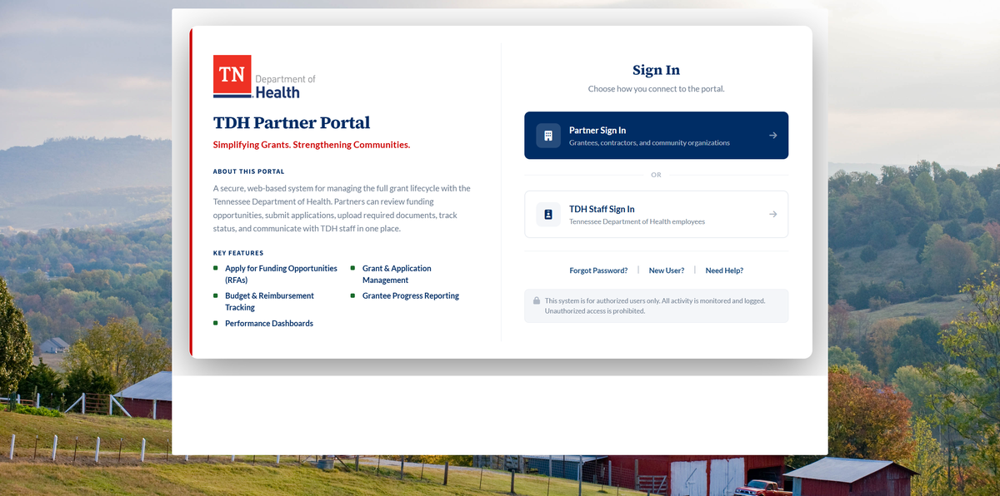 TN
Department of
Health
TDH Partner Portal
Simplifying Grants. Strengthening Communities.
ABOUT THIS PORTAL
A secure, web-based system for managing the full grant lifecycle with the
Tennessee Department of Health. Partners can review funding
opportunities, submit applications, upload required documents, track
status, and communicate with TDH staff in one place.
KEY FEATURES
Apply for Funding Opportunities
(RFAs)
Grant & Application
Management
Budget & Reimbursement
Tracking
Grantee Progress Reporting
Performance Dashboards
Sign In
Choose how you connect to the portal.
Partner Sign In
Grantees, contractors, and community organizations
OR
TDH Staff Sign In
Tennessee Department of Health employees
Forgot Password? | New User? | Need Help?
This system is for authorized users only. All activity is monitored and logged.
Unauthorized access is prohibited.